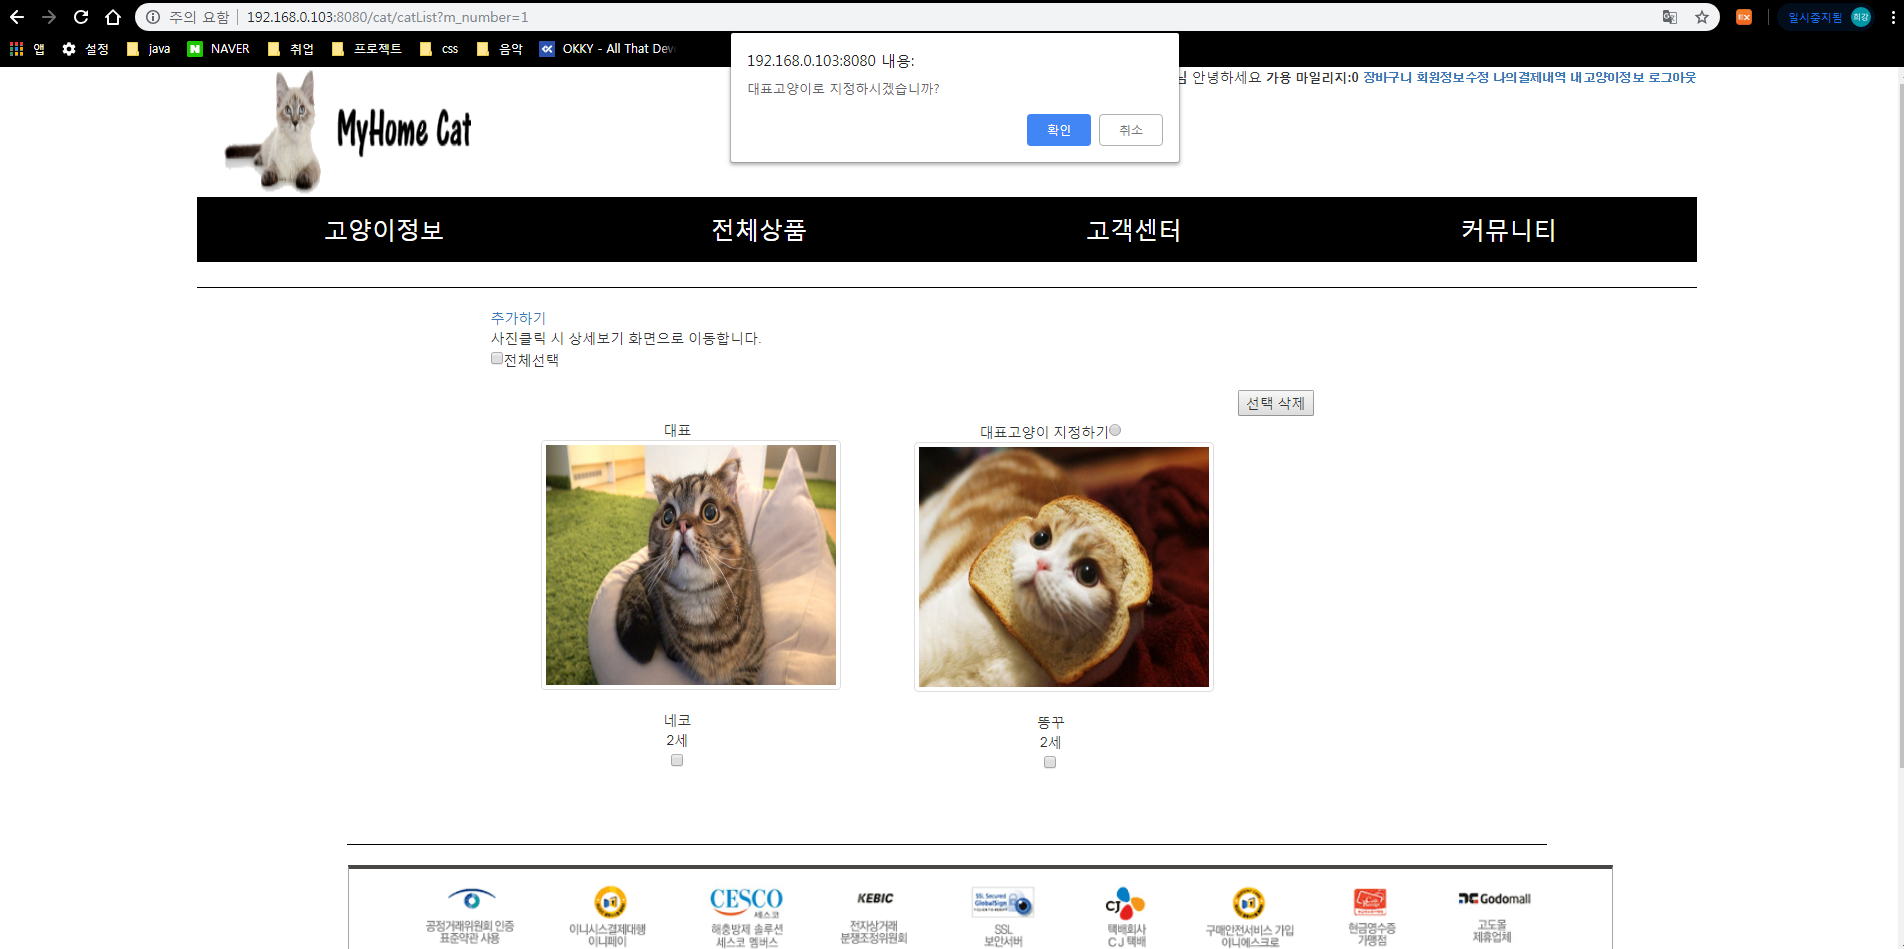 주의 요함 192.168.0.103:8080/cat/catList?m_number=1
일시중지됨 희강
앱 설정 java NAVER 취업 프로젝트 css 음악 OKKY - All That Dev
192.168.0.103:8080 내용:
대표고양이로 지정하시겠습니까?
확인 취소
님 안녕하세요 가용 마일리지:0 장바구니 회원정보수정 나의결제내역 내고양이정보 로그아웃
MyHome Cat
고양이정보 전체상품 고객센터 커뮤니티
추가하기
사진클릭 시 상세보기 화면으로 이동합니다.
전체선택
선택 삭제
대표
대표고양이 지정하기
네코
2세
똥꾸
2세
공정거래위원회 인증
표준약관 사용
이니시스결제대행
이니페이
CESCO
세스코
해충방제 솔루션
세스코 멤버스
KEBIC
전자상거래
분쟁조정위원회
SSL Secured
GlobalSign
SSL
보안서버
CJ
택배회사
CJ 택배
구매안전서비스 가입
이니에스크로
현금영수증
가맹점
Godomall
고도몰
제휴업체